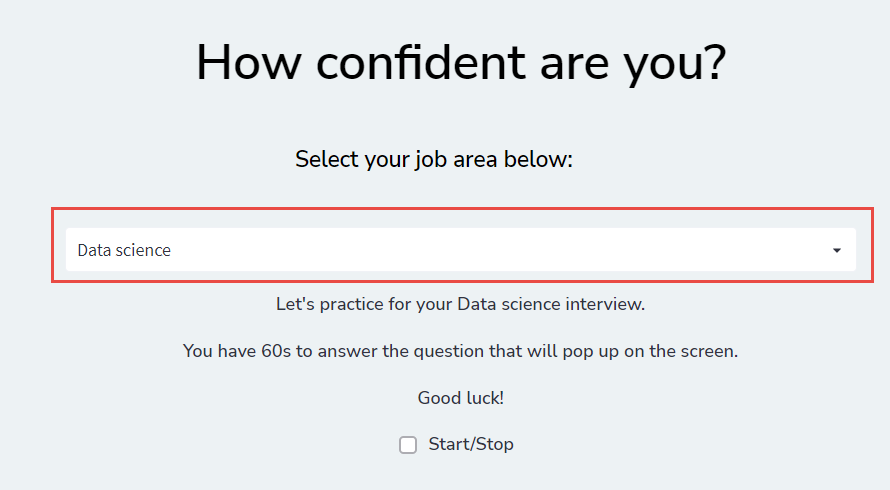 How confident are you?
Select your job area below:
Data science
Let's practice for your Data science interview.
You have 60s to answer the question that will pop up on the screen.
Good luck!
Start/Stop